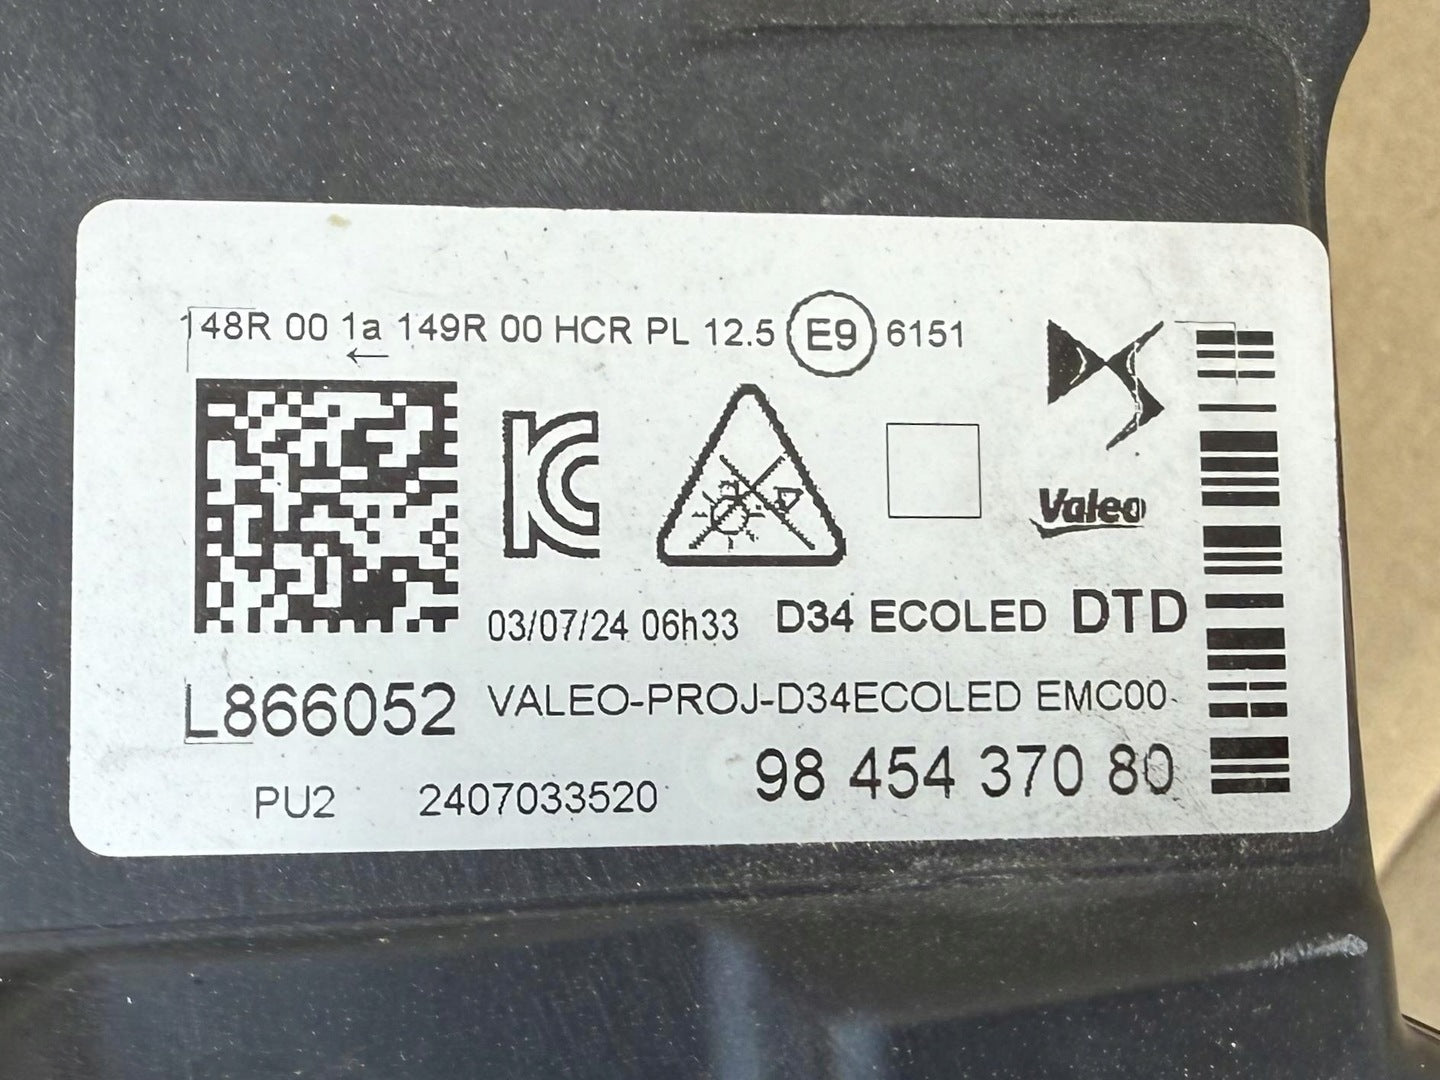 148R 00 1a 149R 00 HCR PL 12.5 E9 6151
←
Valeo
03/07/24 06h33 D34 ECOLED DTD
L866052 VALEO-PROJ-D34ECOLED EMC00
98 454 370 80
PU2 2407033520